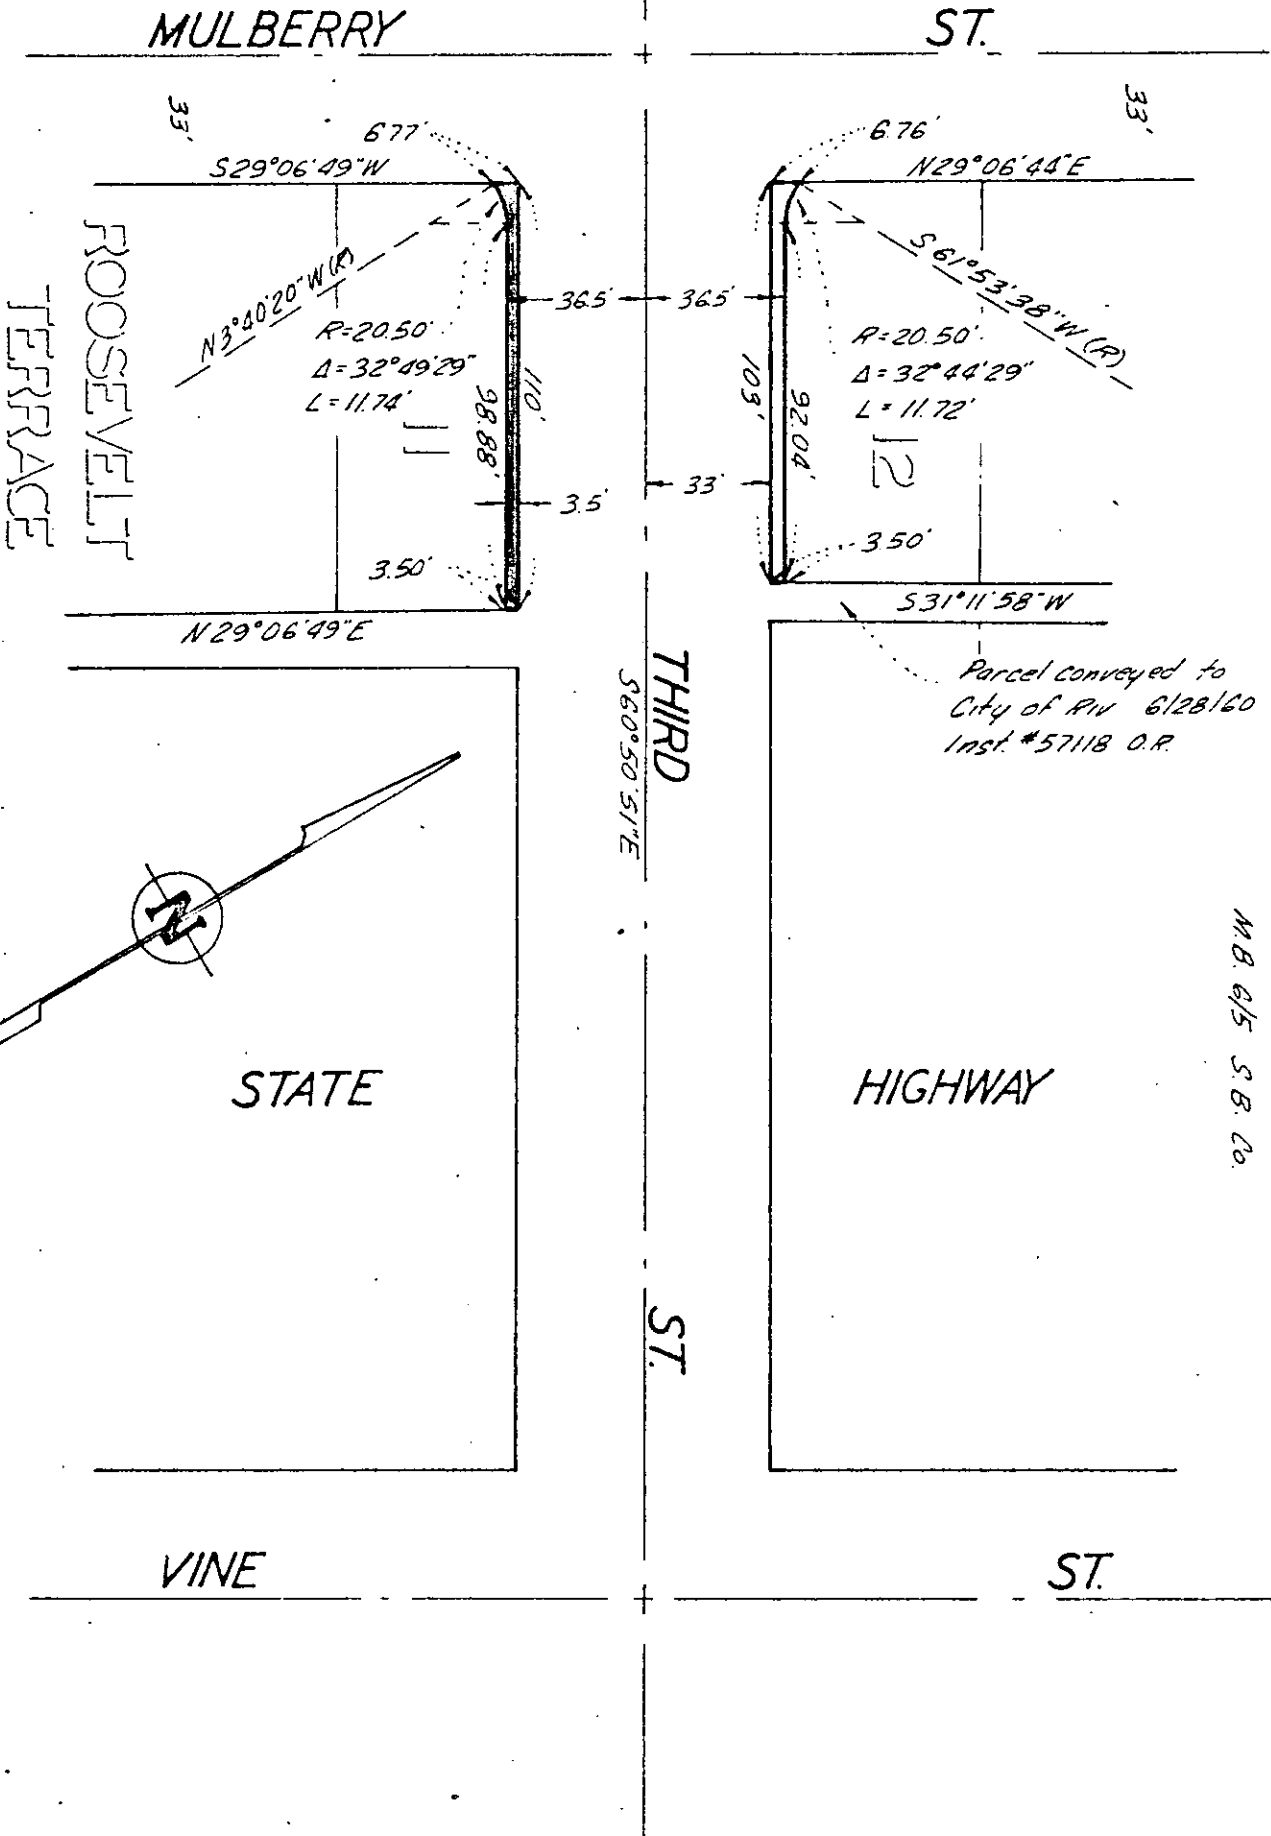 MULBERRY ST.
33'
33'
6.77'
6.76'
S29°06'49"W
N29°06'44"E
N3°40'20"W(R)
S61°53'38"W(R)
36.5'
36.5'
R=20.50'
Δ=32°49'29"
L=11.74'
R=20.50'
Δ=32°44'29"
L=11.72'
110'
98.88'
103'
92.04'
11
12
ROOSEVELT
TERRACE
33'
3.5'
3.50'
3.50'
N29°06'49"E
S31°11'58"W
Parcel conveyed to
City of Riv 6/28/60
Inst. #57118 O.R.
THIRD ST.
S60°50'51"E
N
M.B. 6/5 S.B. Co.
STATE HIGHWAY
VINE ST.